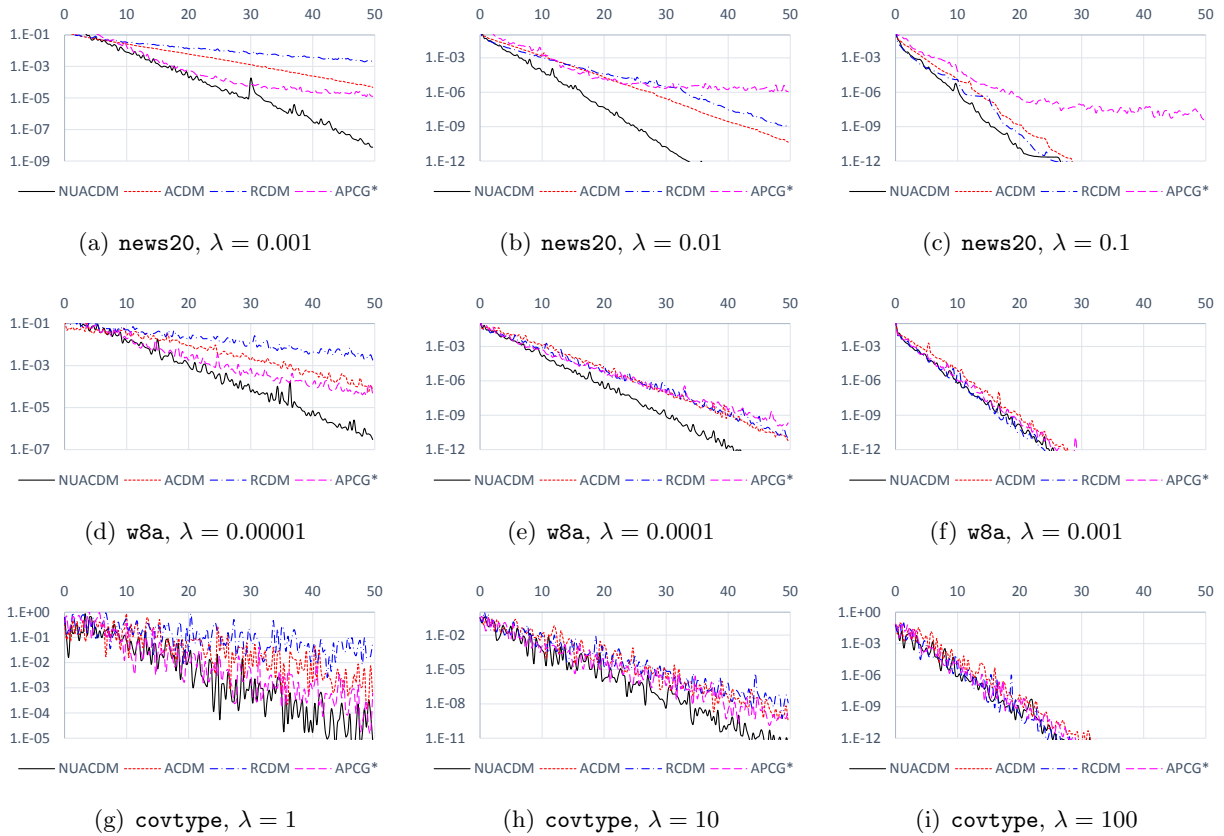 0 10 20 30 40 50
1.E-01
1.E-03
1.E-05
1.E-07
1.E-09
NUACDM ACDM RCDM APCG*
(a) news20, λ = 0.001
0 10 20 30 40 50
1.E-03
1.E-06
1.E-09
1.E-12
NUACDM ACDM RCDM APCG*
(b) news20, λ = 0.01
0 10 20 30 40 50
1.E-03
1.E-06
1.E-09
1.E-12
NUACDM ACDM RCDM APCG*
(c) news20, λ = 0.1
0 10 20 30 40 50
1.E-01
1.E-03
1.E-05
1.E-07
NUACDM ACDM RCDM APCG*
(d) w8a, λ = 0.00001
0 10 20 30 40 50
1.E-03
1.E-06
1.E-09
1.E-12
NUACDM ACDM RCDM APCG*
(e) w8a, λ = 0.0001
0 10 20 30 40 50
1.E-03
1.E-06
1.E-09
1.E-12
NUACDM ACDM RCDM APCG*
(f) w8a, λ = 0.001
0 10 20 30 40 50
1.E+00
1.E-01
1.E-02
1.E-03
1.E-04
1.E-05
NUACDM ACDM RCDM APCG*
(g) covtype, λ = 1
0 10 20 30 40 50
1.E-02
1.E-05
1.E-08
1.E-11
NUACDM ACDM RCDM APCG*
(h) covtype, λ = 10
0 10 20 30 40 50
1.E+00
1.E-03
1.E-06
1.E-09
1.E-12
NUACDM ACDM RCDM APCG*
(i) covtype, λ = 100